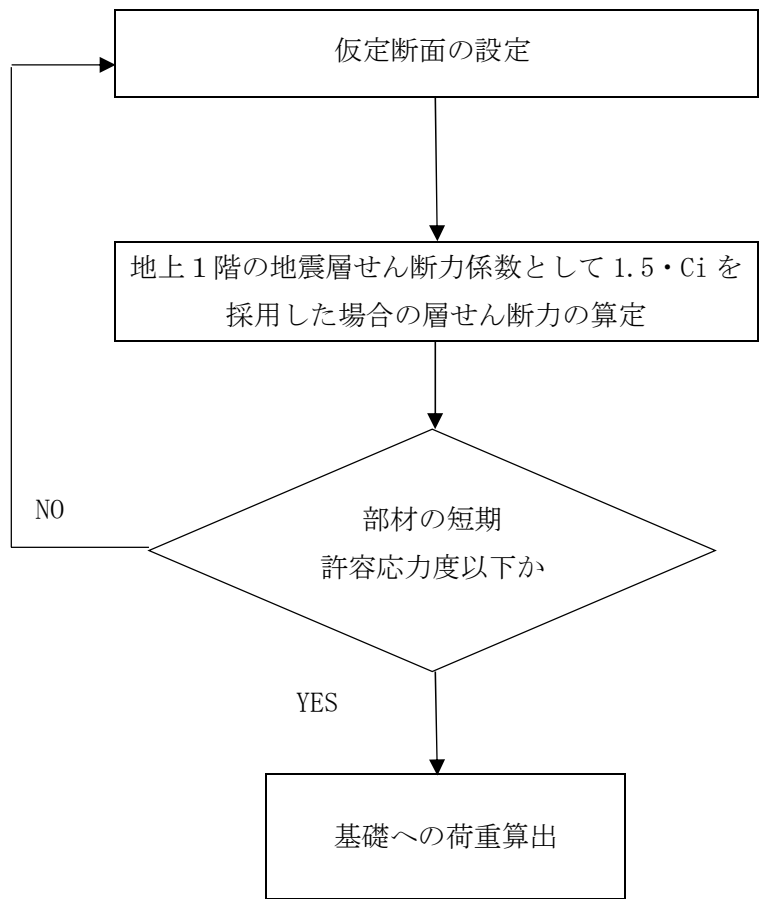 仮定断面の設定
地上1階の地震層せん断力係数として 1.5・Ci を
採用した場合の層せん断力の算定
部材の短期
許容応力度以下か
NO
YES
基礎への荷重算出